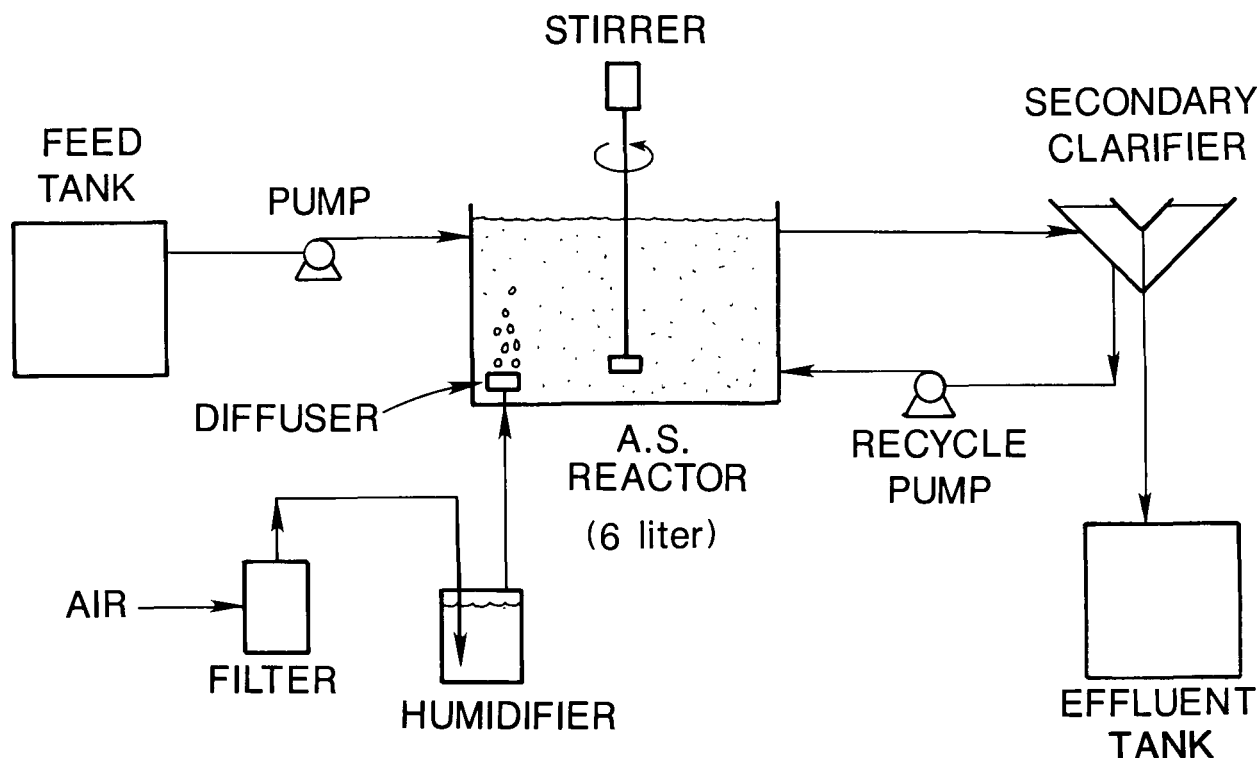 STIRRER
SECONDARY
CLARIFIER
FEED
TANK
PUMP
DIFFUSER
A.S.
REACTOR
(6 liter)
RECYCLE
PUMP
AIR
FILTER
HUMIDIFIER
EFFLUENT
TANK